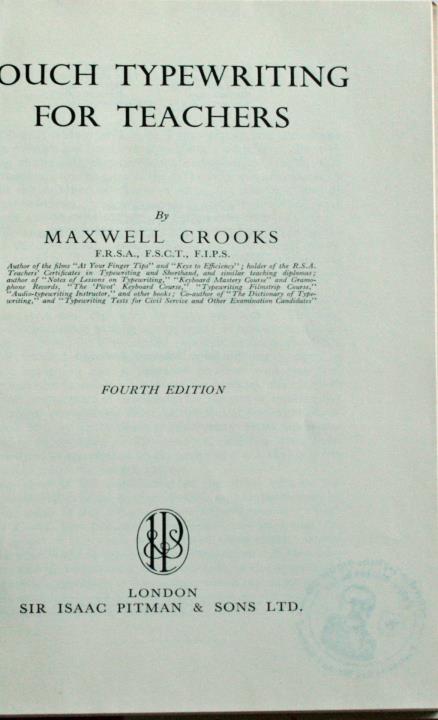 OUCH TYPEWRITING
FOR TEACHERS
By
MAXWELL CROOKS
F.R.S.A., F.S.C.T., F.I.P.S.
Author of the films "At Your Finger Tips" and "Keys to Efficiency"; holder of the R.S.A.
Teachers' Certificates in Typewriting and Shorthand, and similar teaching diplomas;
author of "Notes of Lessons on Typewriting," "Keyboard Mastery Course" and Gramo-
phone Records, "The 'Pivot' Keyboard Course," "Typewriting Filmstrip Course,"
"Audio-typewriting Instructor," and other books; Co-author of "The Dictionary of Type-
writing," and "Typewriting Tests for Civil Service and Other Examination Candidates"
FOURTH EDITION
LONDON
SIR ISAAC PITMAN & SONS LTD.